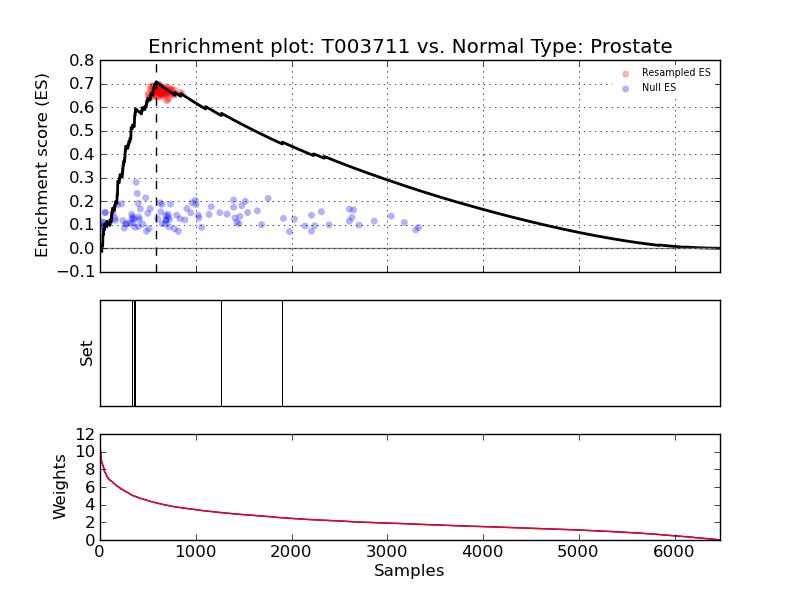 Enrichment plot: T003711 vs. Normal Type: Prostate
0.8
0.7
0.6
0.5
0.4
0.3
0.2
0.1
0.0
−0.1
Enrichment score (ES)
Resampled ES
Null ES
Set
12
10
8
6
4
2
0
Weights
0 1000 2000 3000 4000 5000 6000
Samples